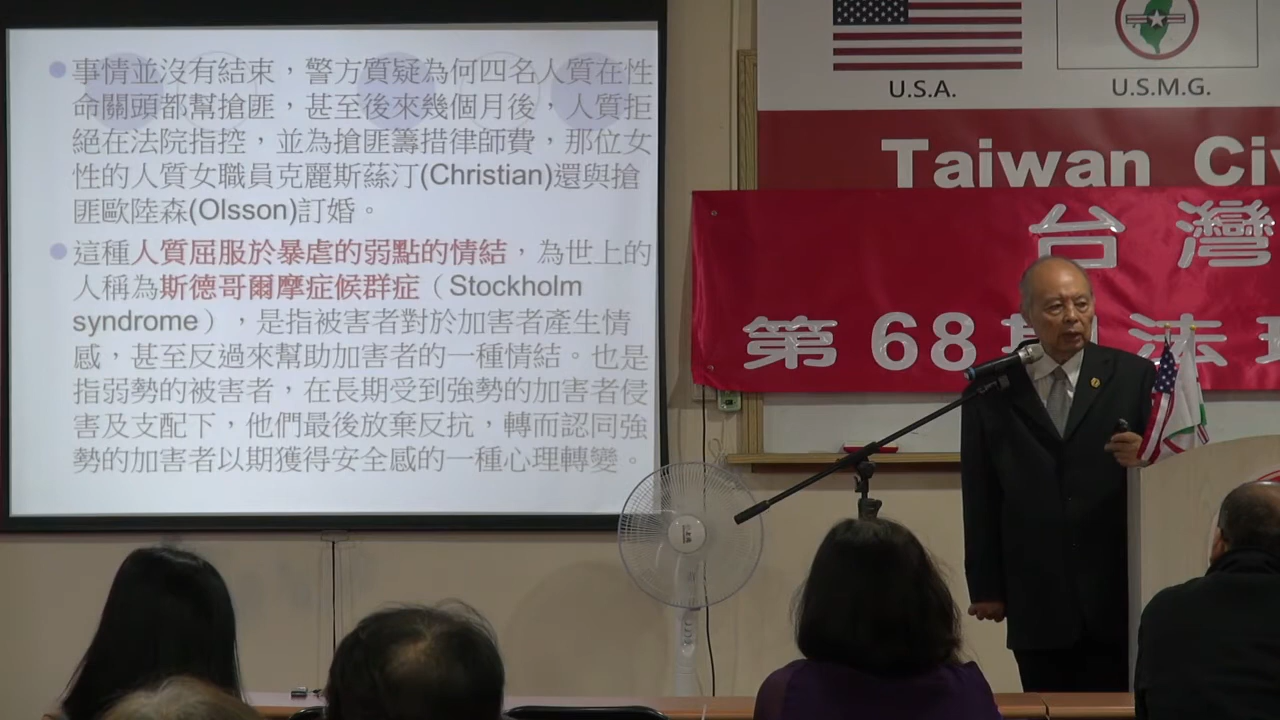 事情並沒有結束，警方質疑為何四名人質在性
命關頭都幫搶匪，甚至後來幾個月後，人質拒
絕在法院指控，並為搶匪籌措律師費，那位女
性的人質女職員克麗斯蕬汀(Christian)還與搶
匪歐陸森(Olsson)訂婚。
這種人質屈服於暴虐的弱點的情結，為世上的
人稱為斯德哥爾摩症候群症（Stockholm
syndrome），是指被害者對於加害者產生情
感，甚至反過來幫助加害者的一種情結。也是
指弱勢的被害者，在長期受到強勢的加害者侵
害及支配下，他們最後放棄反抗，轉而認同強
勢的加害者以期獲得安全感的一種心理轉變。
U.S.A.
U.S.M.G.
Taiwan Civ
台灣
第68期法理